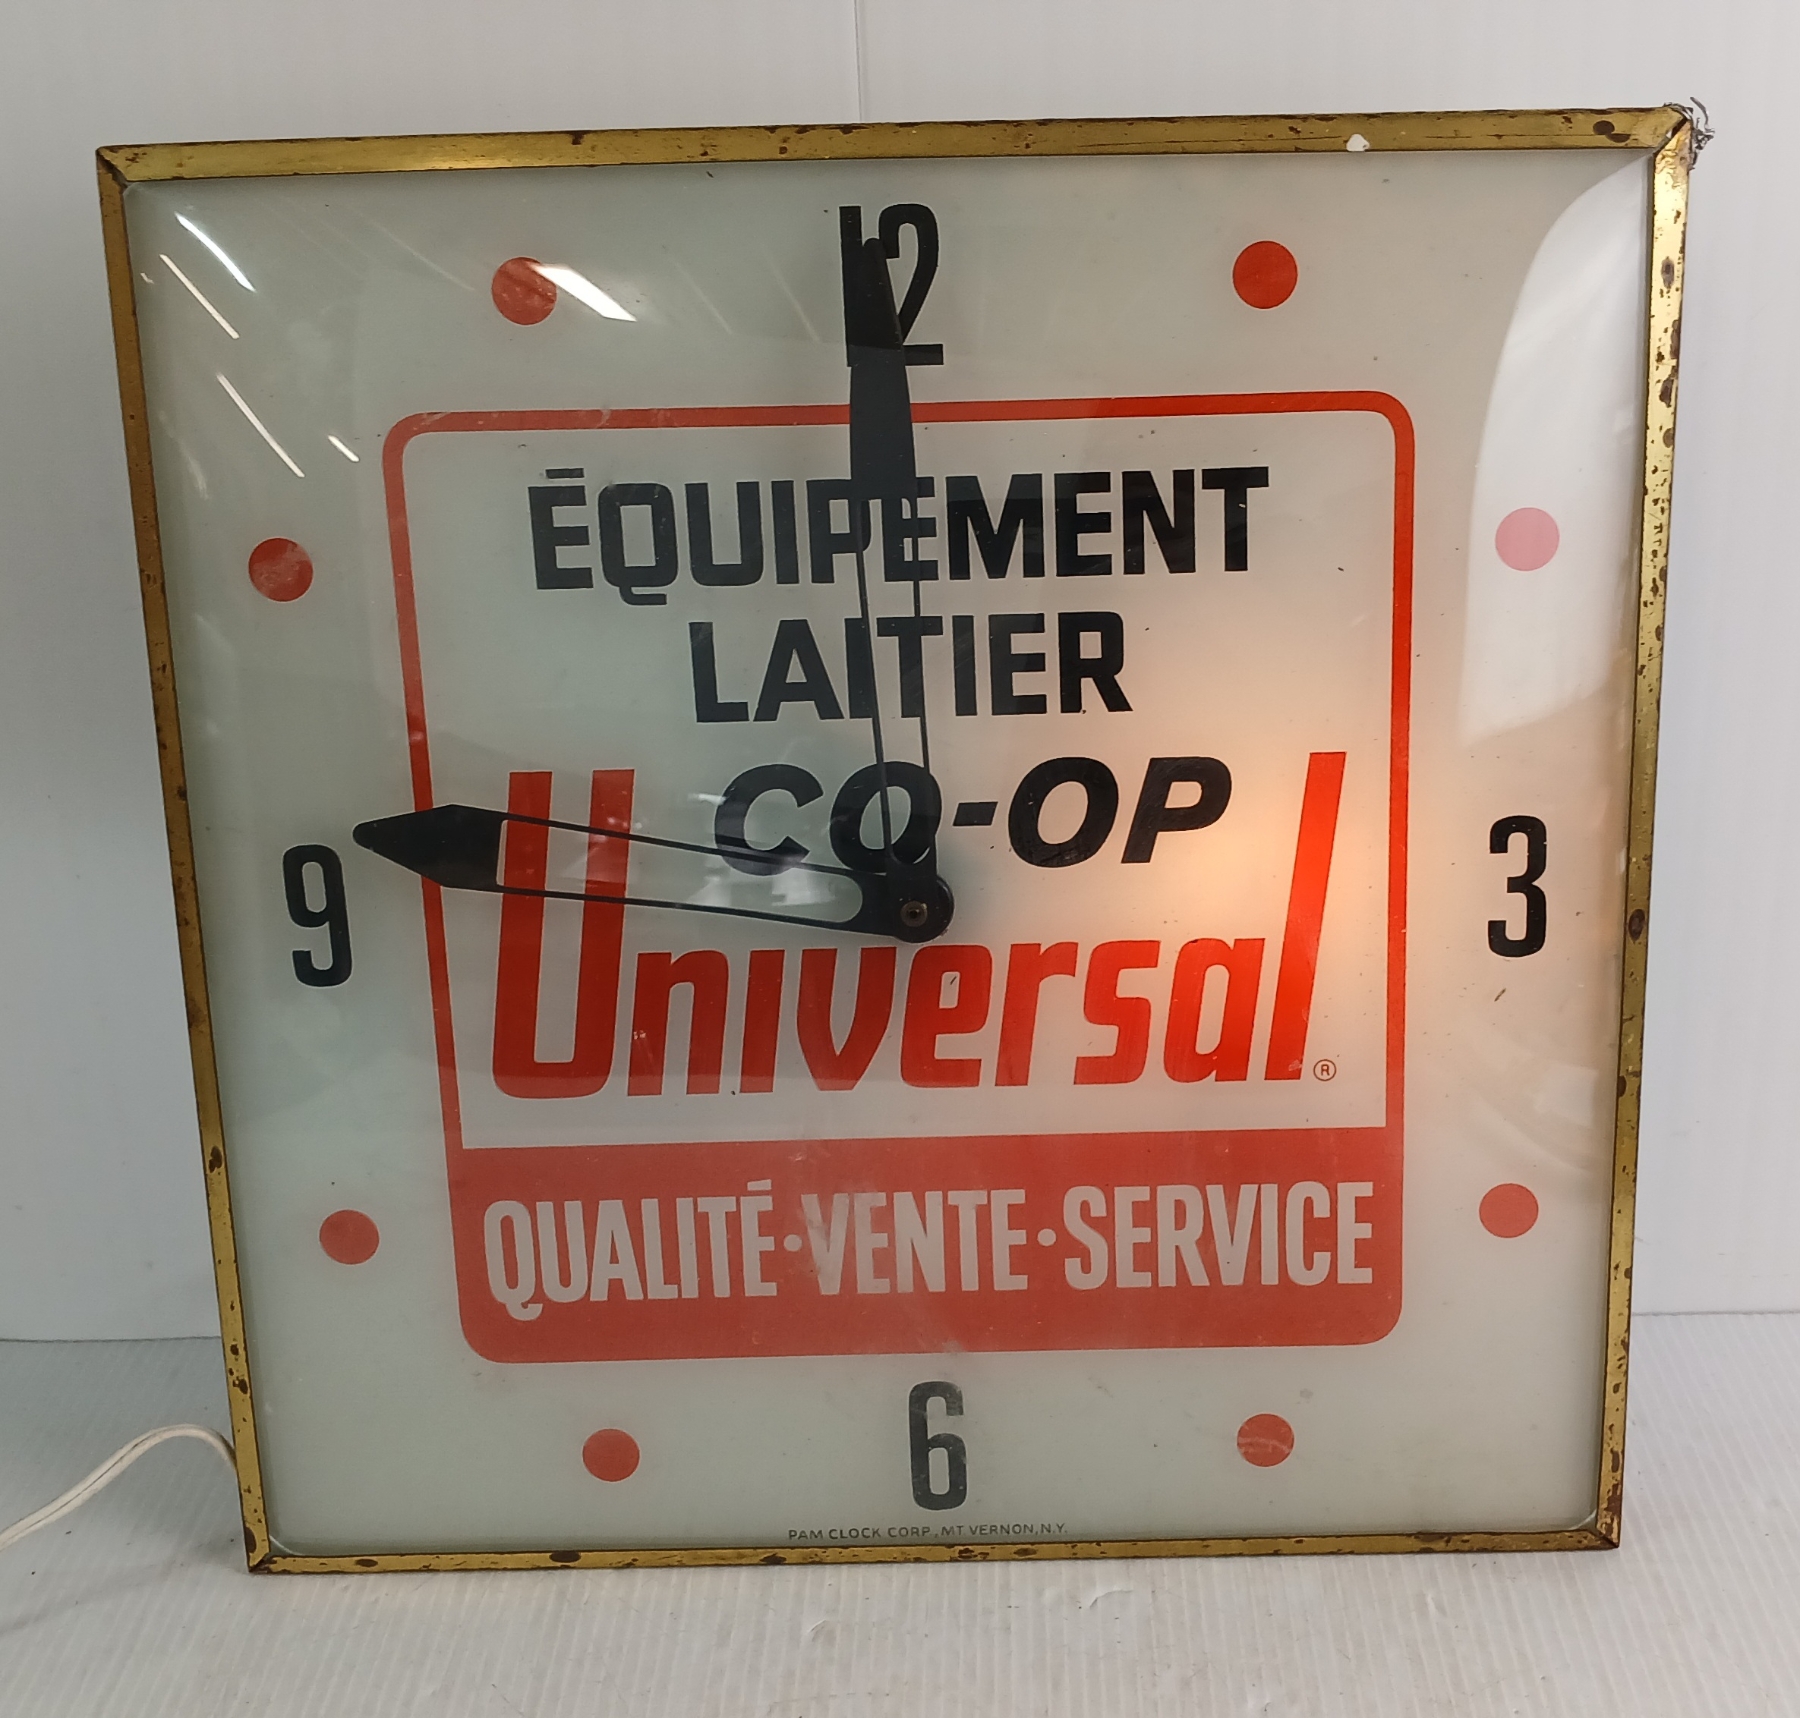 12
ÉQUIPEMENT
LAITIER
CO-OP
Universal®
9 3
QUALITÉ·VENTE·SERVICE
6
PAM CLOCK CORP., MT VERNON, N.Y.